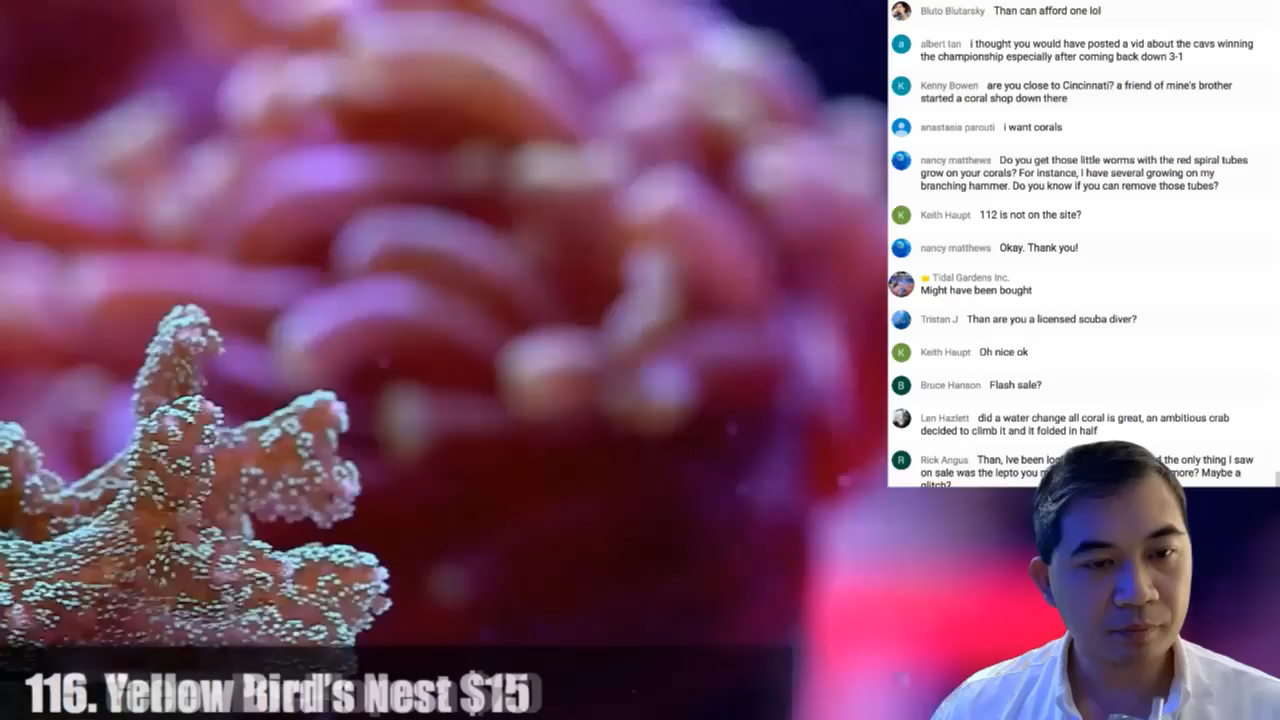 Bluto Blutarsky Than can afford one lol
albert tan i thought you would have posted a vid about the cavs winning
the championship especially after coming back down 3-1
Kenny Bowen are you close to Cincinnati? a friend of mine's brother
started a coral shop down there
anastasia parouti i want corals
nancy matthews Do you get those little worms with the red spiral tubes
grow on your corals? For instance, I have several growing on my
branching hammer. Do you know if you can remove those tubes?
Keith Haupt 112 is not on the site?
nancy matthews Okay. Thank you!
Tidal Gardens Inc.
Might have been bought
Tristan J Than are you a licensed scuba diver?
Keith Haupt Oh nice ok
Bruce Hanson Flash sale?
Len Hazlett did a water change all coral is great, an ambitious crab
decided to climb it and it folded in half
Rick Angus Than, Ive been the only thing I saw
on sale was the lepto you more? Maybe a
glitch?
116. Yellow Bird's Nest $15